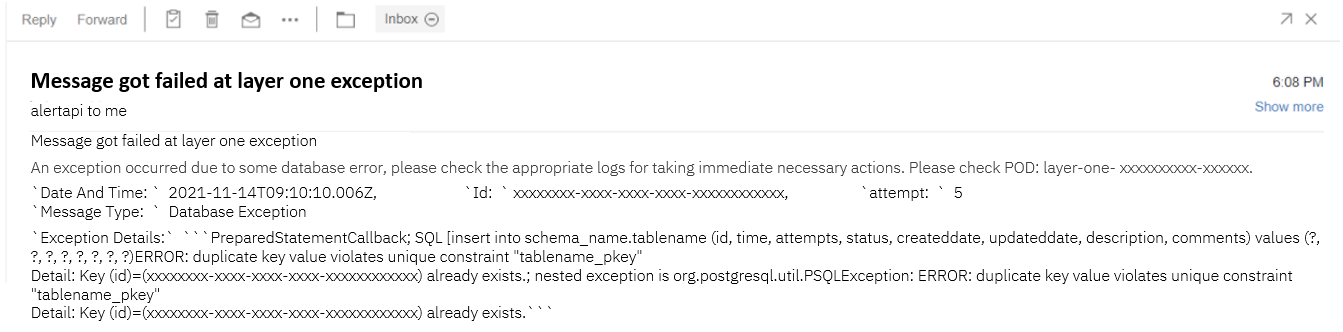 Reply Forward Inbox
Message got failed at layer one exception 6:08 PM
alertapi to me Show more
Message got failed at layer one exception
An exception occurred due to some database error, please check the appropriate logs for taking immediate necessary actions. Please check POD: layer-one- xxxxxxxxxx-xxxxxx.
`Date And Time: ` 2021-11-14T09:10:10.006Z, `Id: ` xxxxxxxx-xxxx-xxxx-xxxx-xxxxxxxxxxxx, `attempt: ` 5
`Message Type: ` Database Exception
`Exception Details:` ```PreparedStatementCallback; SQL [insert into schema_name.tablename (id, time, attempts, status, createddate, updateddate, description, comments) values (?,
?, ?, ?, ?, ?, ?, ?)ERROR: duplicate key value violates unique constraint "tablename_pkey"
Detail: Key (id)=(xxxxxxxx-xxxx-xxxx-xxxx-xxxxxxxxxxxx) already exists.; nested exception is org.postgresql.util.PSQLException: ERROR: duplicate key value violates unique constraint
"tablename_pkey"
Detail: Key (id)=(xxxxxxxx-xxxx-xxxx-xxxx-xxxxxxxxxxxx) already exists.```